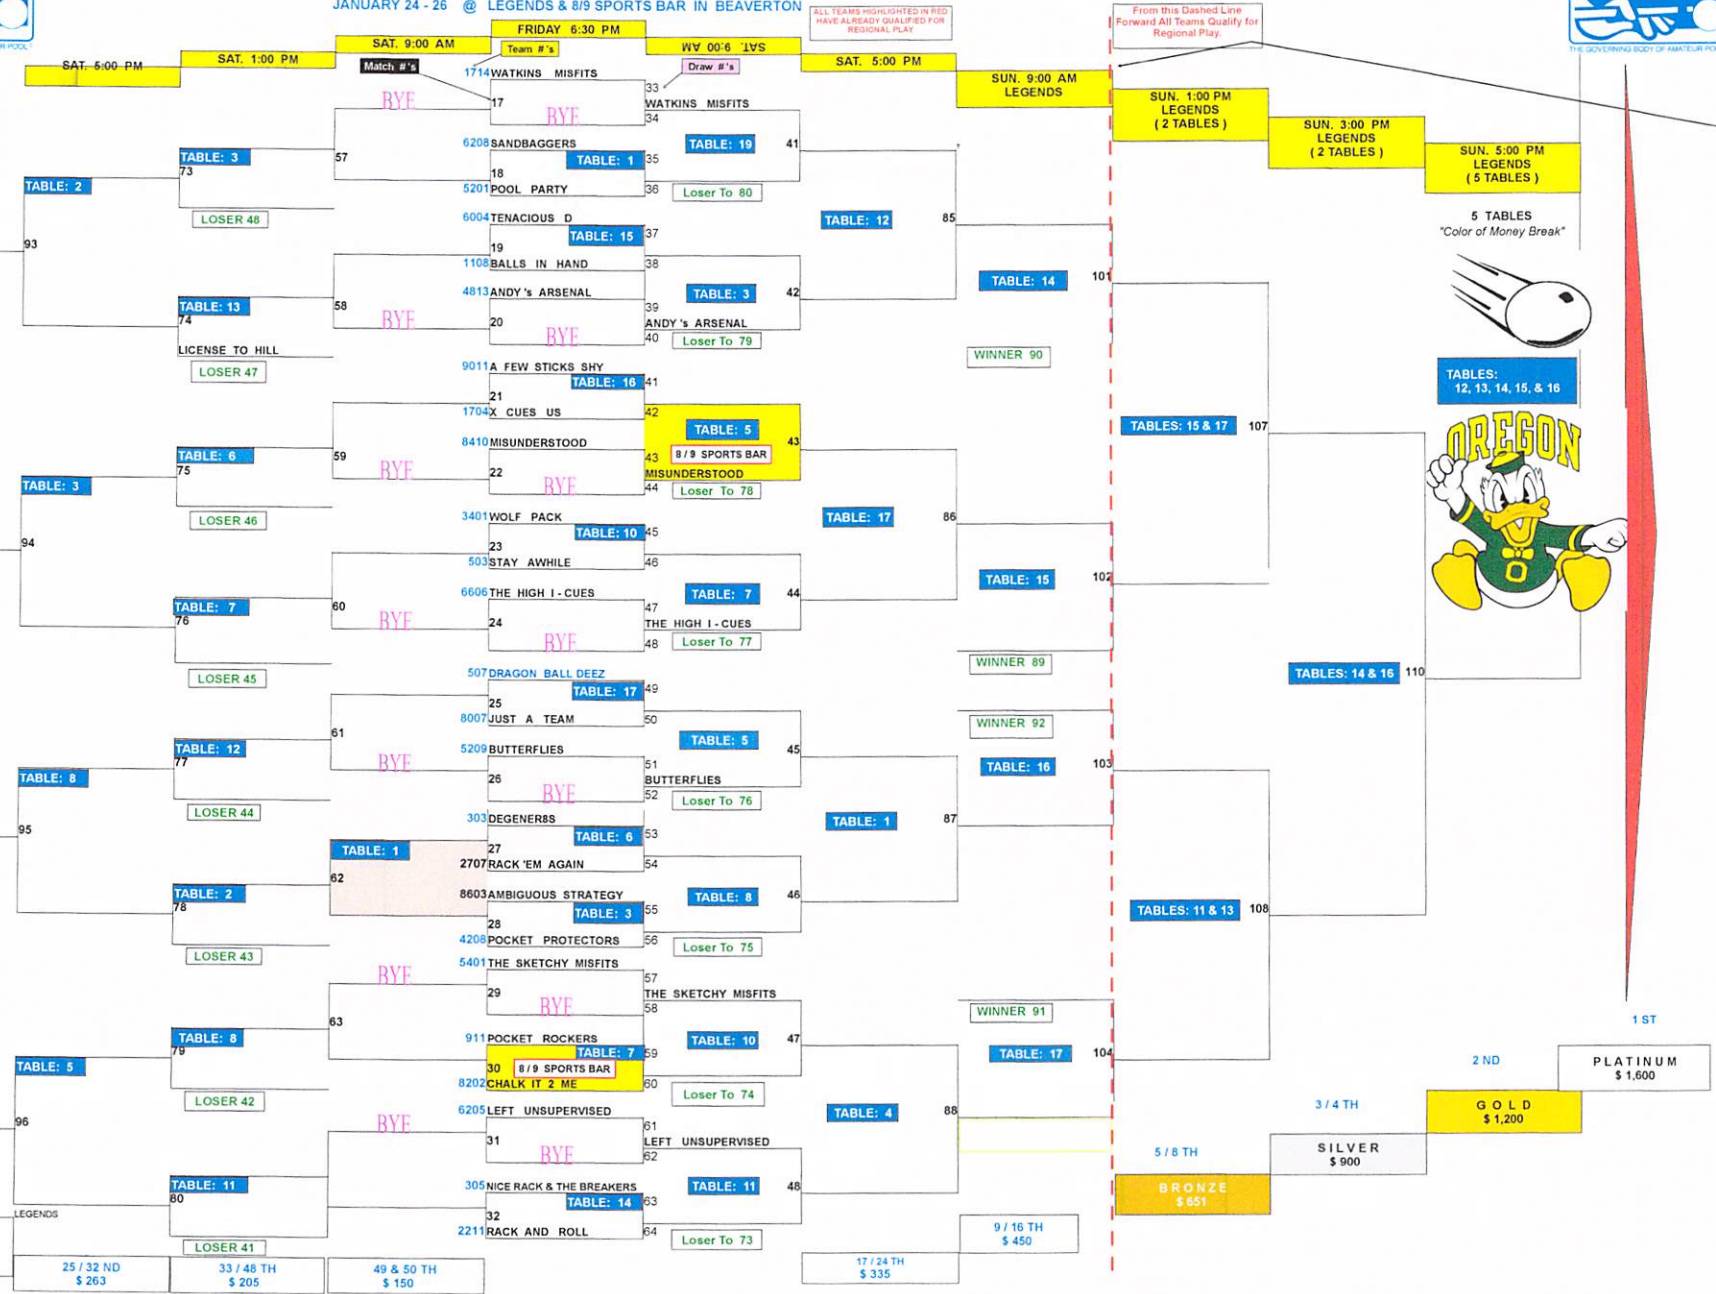 JANUARY 24 - 26 @ LEGENDS & 8/9 SPORTS BAR IN BEAVERTON
SAT. 5:00 PM
SAT. 1:00 PM
SAT. 9:00 AM
FRIDAY 6:30 PM
SAT. 9:00 AM
SAT. 5:00 PM
SUN. 9:00 AM
LEGENDS
SUN. 1:00 PM
LEGENDS
( 2 TABLES )
SUN. 3:00 PM
LEGENDS
( 2 TABLES )
SUN. 5:00 PM
LEGENDS
( 5 TABLES )
ALL TEAMS HIGHLIGHTED IN RED
HAVE ALREADY QUALIFIED FOR
REGIONAL PLAY
From this Dashed Line
Forward All Teams Qualify for
Regional Play.
THE GOVERNING BODY OF AMATEUR PO
R POOL
Match #'s
Team #'s
Draw #'s
TABLE: 2
93
TABLE: 3
94
TABLE: 8
95
TABLE: 5
96
LEGENDS
25 / 32 ND
$ 263
TABLE: 3
73
LOSER 48
TABLE: 13
74
LICENSE TO HILL
LOSER 47
TABLE: 6
75
LOSER 46
TABLE: 7
76
LOSER 45
TABLE: 12
77
LOSER 44
TABLE: 2
78
LOSER 43
TABLE: 8
79
LOSER 42
TABLE: 11
80
LOSER 41
33 / 48 TH
$ 205
BYE
57
58
BYE
59
BYE
60
BYE
61
BYE
TABLE: 1
62
BYE
63
BYE
49 & 50 TH
$ 150
1714 WATKINS MISFITS
17
BYE
6208 SANDBAGGERS
TABLE: 1
18
5201 POOL PARTY
6004 TENACIOUS D
TABLE: 15
19
1108 BALLS IN HAND
4813 ANDY's ARSENAL
20
BYE
9011 A FEW STICKS SHY
TABLE: 16
21
1704 X CUES US
8410 MISUNDERSTOOD
22
BYE
3401 WOLF PACK
TABLE: 10
23
503 STAY AWHILE
6606 THE HIGH I - CUES
24
BYE
507 DRAGON BALL DEEZ
TABLE: 17
25
8007 JUST A TEAM
5209 BUTTERFLIES
26
BYE
303 DEGENER8S
TABLE: 6
27
2707 RACK 'EM AGAIN
8603 AMBIGUOUS STRATEGY
TABLE: 3
28
4208 POCKET PROTECTORS
5401 THE SKETCHY MISFITS
29
BYE
911 POCKET ROCKERS
TABLE: 7
30 8 / 9 SPORTS BAR
8202 CHALK IT 2 ME
6205 LEFT UNSUPERVISED
31
BYE
305 NICE RACK & THE BREAKERS
TABLE: 14
32
2211 RACK AND ROLL
33
WATKINS MISFITS
34
TABLE: 19 41
35
36 Loser To 80
37
38
TABLE: 3 42
39
ANDY's ARSENAL
40 Loser To 79
41
42
TABLE: 5 43
43 8 / 9 SPORTS BAR
MISUNDERSTOOD
44 Loser To 78
45
46
TABLE: 7 44
47
THE HIGH I - CUES
48 Loser To 77
49
50
TABLE: 5 45
51
BUTTERFLIES
52 Loser To 76
53
54
TABLE: 8 46
55
56 Loser To 75
57
THE SKETCHY MISFITS
58
TABLE: 10 47
59
60 Loser To 74
61
LEFT UNSUPERVISED
62
TABLE: 11 48
63
64 Loser To 73
TABLE: 12 85
TABLE: 17 86
TABLE: 1 87
TABLE: 4 88
17 / 24 TH
$ 335
TABLE: 14 101
WINNER 90
TABLE: 15 102
WINNER 89
WINNER 92
TABLE: 16 103
WINNER 91
TABLE: 17 104
9 / 16 TH
$ 450
TABLES: 15 & 17 107
TABLES: 11 & 13 108
5 / 8 TH
BRONZE
$ 651
TABLES: 14 & 16 110
3 / 4 TH
SILVER
$ 900
5 TABLES
"Color of Money Break"
TABLES:
12, 13, 14, 15, & 16
OREGON
O
2 ND
GOLD
$ 1,200
1 ST
PLATINUM
$ 1,600